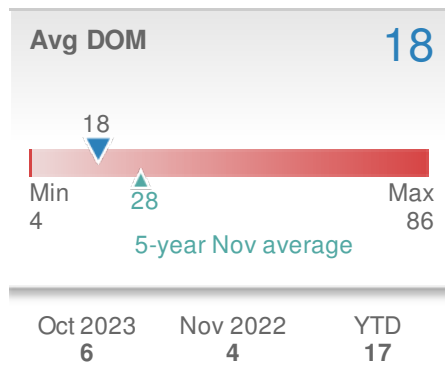 Avg DOM 18
18
Min Max
4 86
28
5-year Nov average
Oct 2023 Nov 2022 YTD
6 4 17